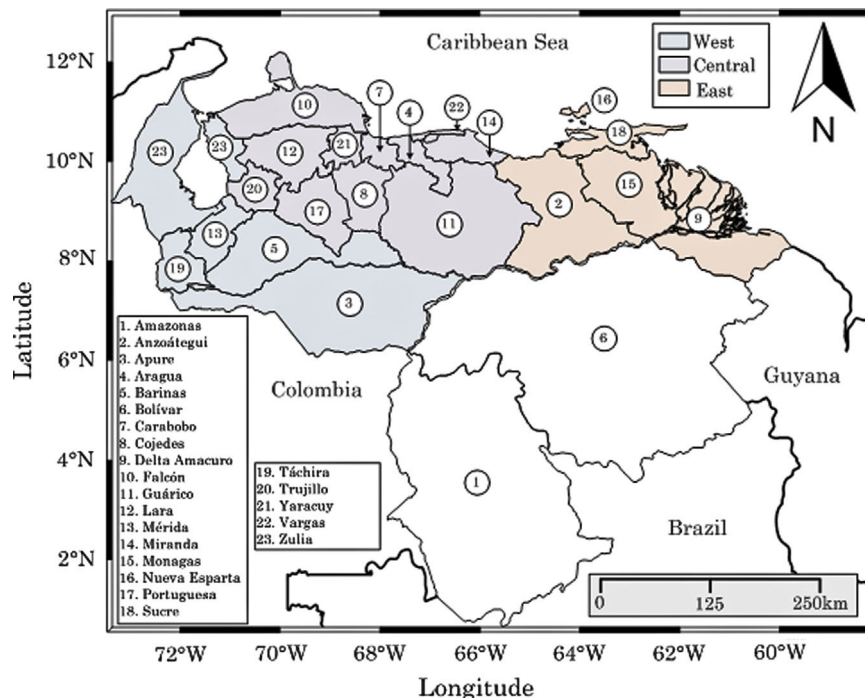 Caribbean Sea
West
Central
East
N
12°N
10°N
8°N
6°N
4°N
2°N
Latitude
7
4
22
14
16
18
10
23
23
12
21
20
17
8
11
2
15
9
13
5
19
3
6
1
Colombia
Guyana
Brazil
1. Amazonas
2. Anzoátegui
3. Apure
4. Aragua
5. Barinas
6. Bolívar
7. Carabobo
8. Cojedes
9. Delta Amacuro
10. Falcón
11. Guárico
12. Lara
13. Mérida
14. Miranda
15. Monagas
16. Nueva Esparta
17. Portuguesa
18. Sucre
19. Táchira
20. Trujillo
21. Yaracuy
22. Vargas
23. Zulia
0 125 250km
72°W 70°W 68°W 66°W 64°W 62°W 60°W
Longitude